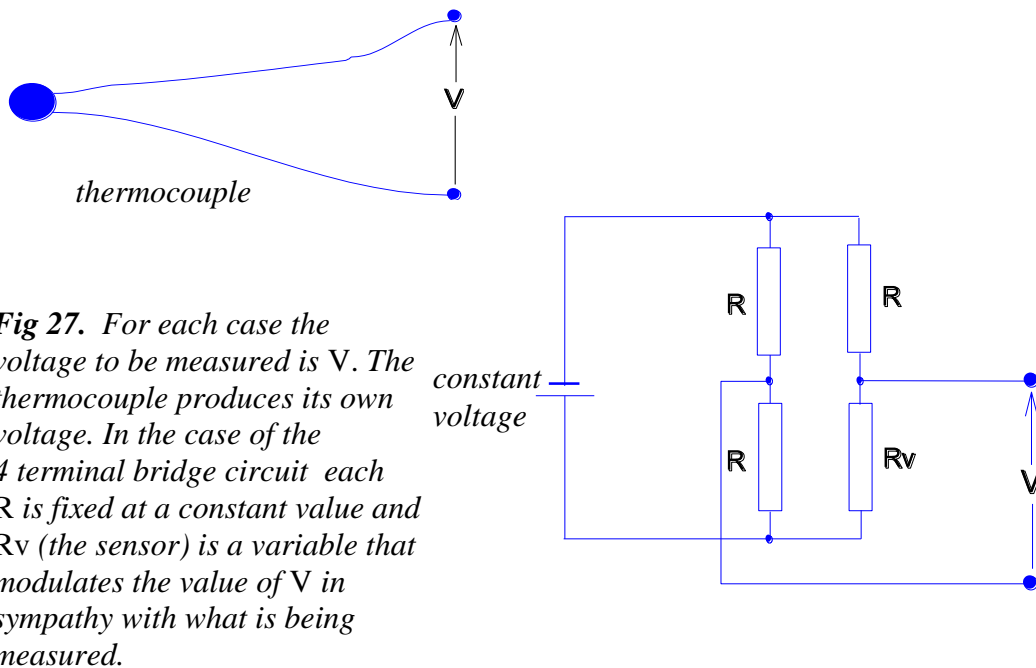 V
thermocouple
Fig 27. For each case the
voltage to be measured is V. The
thermocouple produces its own
voltage. In the case of the
4 terminal bridge circuit each
R is fixed at a constant value and
Rv (the sensor) is a variable that
modulates the value of V in
sympathy with what is being
measured.
constant
voltage
R
R
R
Rv
V